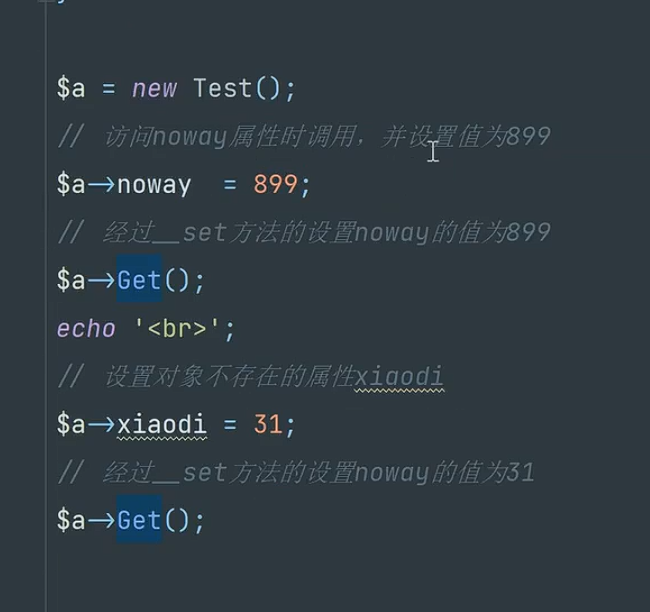 $a = new Test();
// 访问noway属性时调用，并设置值为899
$a->noway  = 899;
// 经过__set方法的设置noway的值为899
$a->Get();
echo '<br>';
// 设置对象不存在的属性xiaodi
$a->xiaodi = 31;
// 经过__set方法的设置noway的值为31
$a->Get();